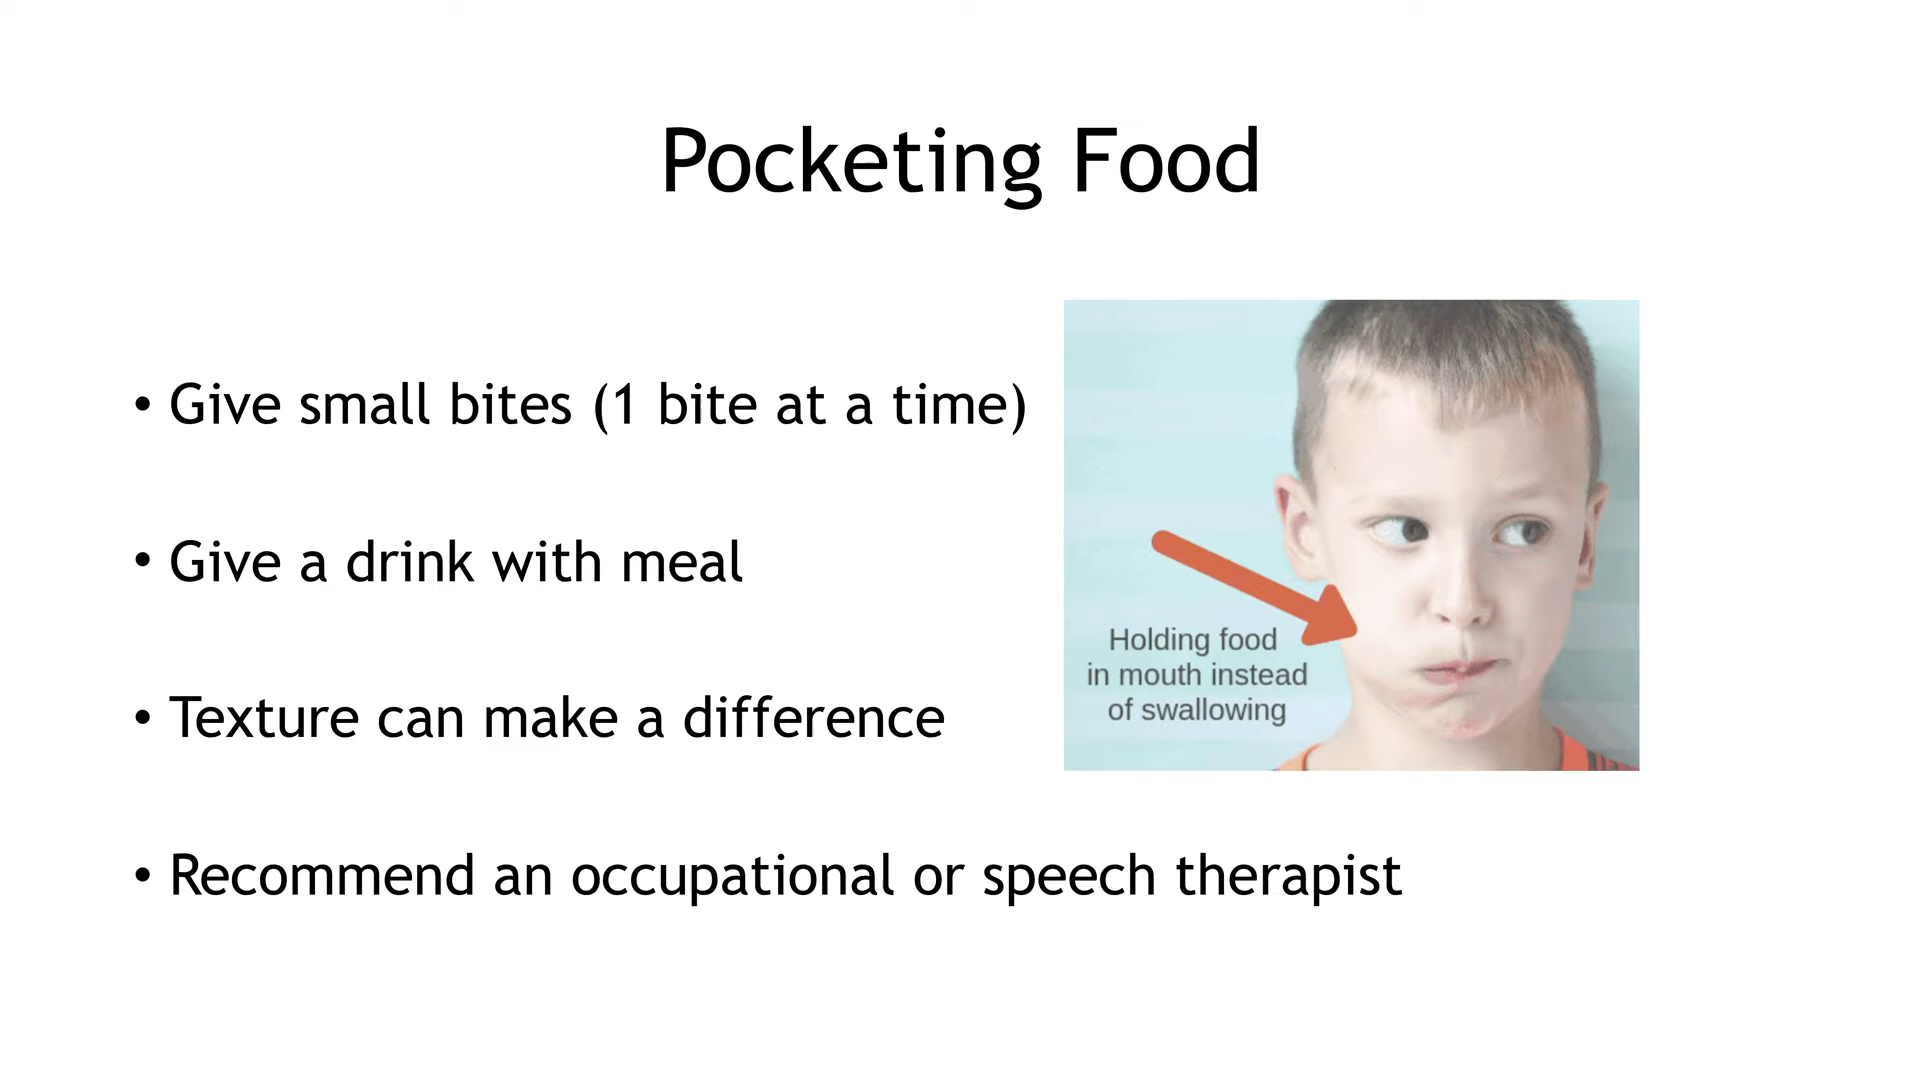 Pocketing Food
• Give small bites (1 bite at a time)
• Give a drink with meal
• Texture can make a difference
• Recommend an occupational or speech therapist
Holding food
in mouth instead
of swallowing